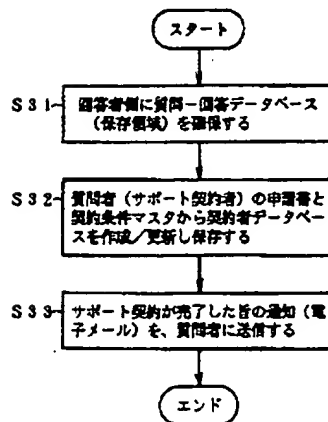 スタート
S31
回答者側に質問－回答データベース
（保存領域）を確保する
S32
質問者（サポート契約者）の申請書と
契約条件マスタから契約者データベー
スを作成／更新し保存する
S33
サポート契約が完了した旨の通知（電
子メール）を、質問者に送信する
エンド